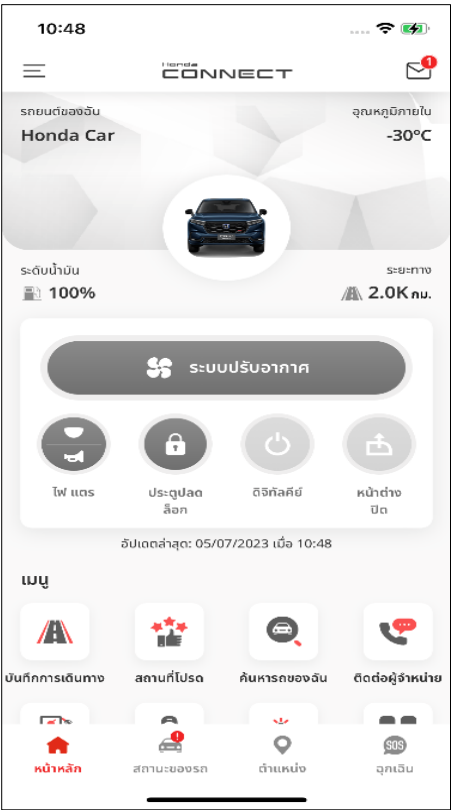 10:48
Honda
CONNECT
1
รถยนต์ของฉัน
อุณหภูมิภายใน
Honda Car
-30°C
ระดับน้ำมัน
ระยะทาง
100%
2.0K กม.
ระบบปรับอากาศ
ไฟ แตร
ประตูปลด
ล็อก
ดิจิทัลคีย์
หน้าต่าง
ปิด
อัปเดตล่าสุด: 05/07/2023 เมื่อ 10:48
เมนู
บันทึกการเดินทาง
สถานที่โปรด
ค้นหารถของฉัน
ติดต่อผู้จำหน่าย
หน้าหลัก
สถานะของรถ
ตำแหน่ง
SOS
ฉุกเฉิน